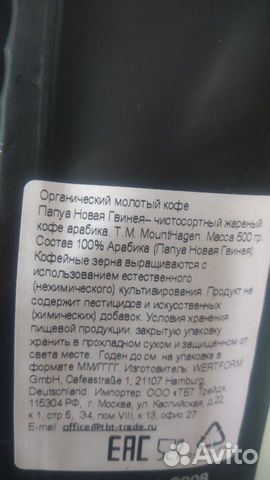 Органический молотый кофе
Папуа Новая Гвинея– чистосортный жареный
кофе арабика. Т.М. MountHagen. Масса 500 гр.
Состав 100% Арабика (Папуа Новая Гвинея)
Кофейные зерна выращиваются с
использованием естественного
(нехимического) культивирования. Продукт не
содержит пестицидов и искусственных
(химических) добавок. Условия хранения
пищевой продукции: закрытую упаковку
хранить в прохладном сухом и защищенном от
света месте. Годен до см. на упаковке в
формате ММ/ГГГГ. Изготовитель: WERTFORM
GmbH, Cafeastraße 1, 21107 Hamburg,
Deutschland. Импортер: ООО «ТБТ Трейд»,
115304 РФ, г. Москва, ул. Каспийская, д.22,
к 1, стр 5, Э4, пом VIII, к 13, офис 27
E-mail: office@tbt-trade.ru
EAC
Avito